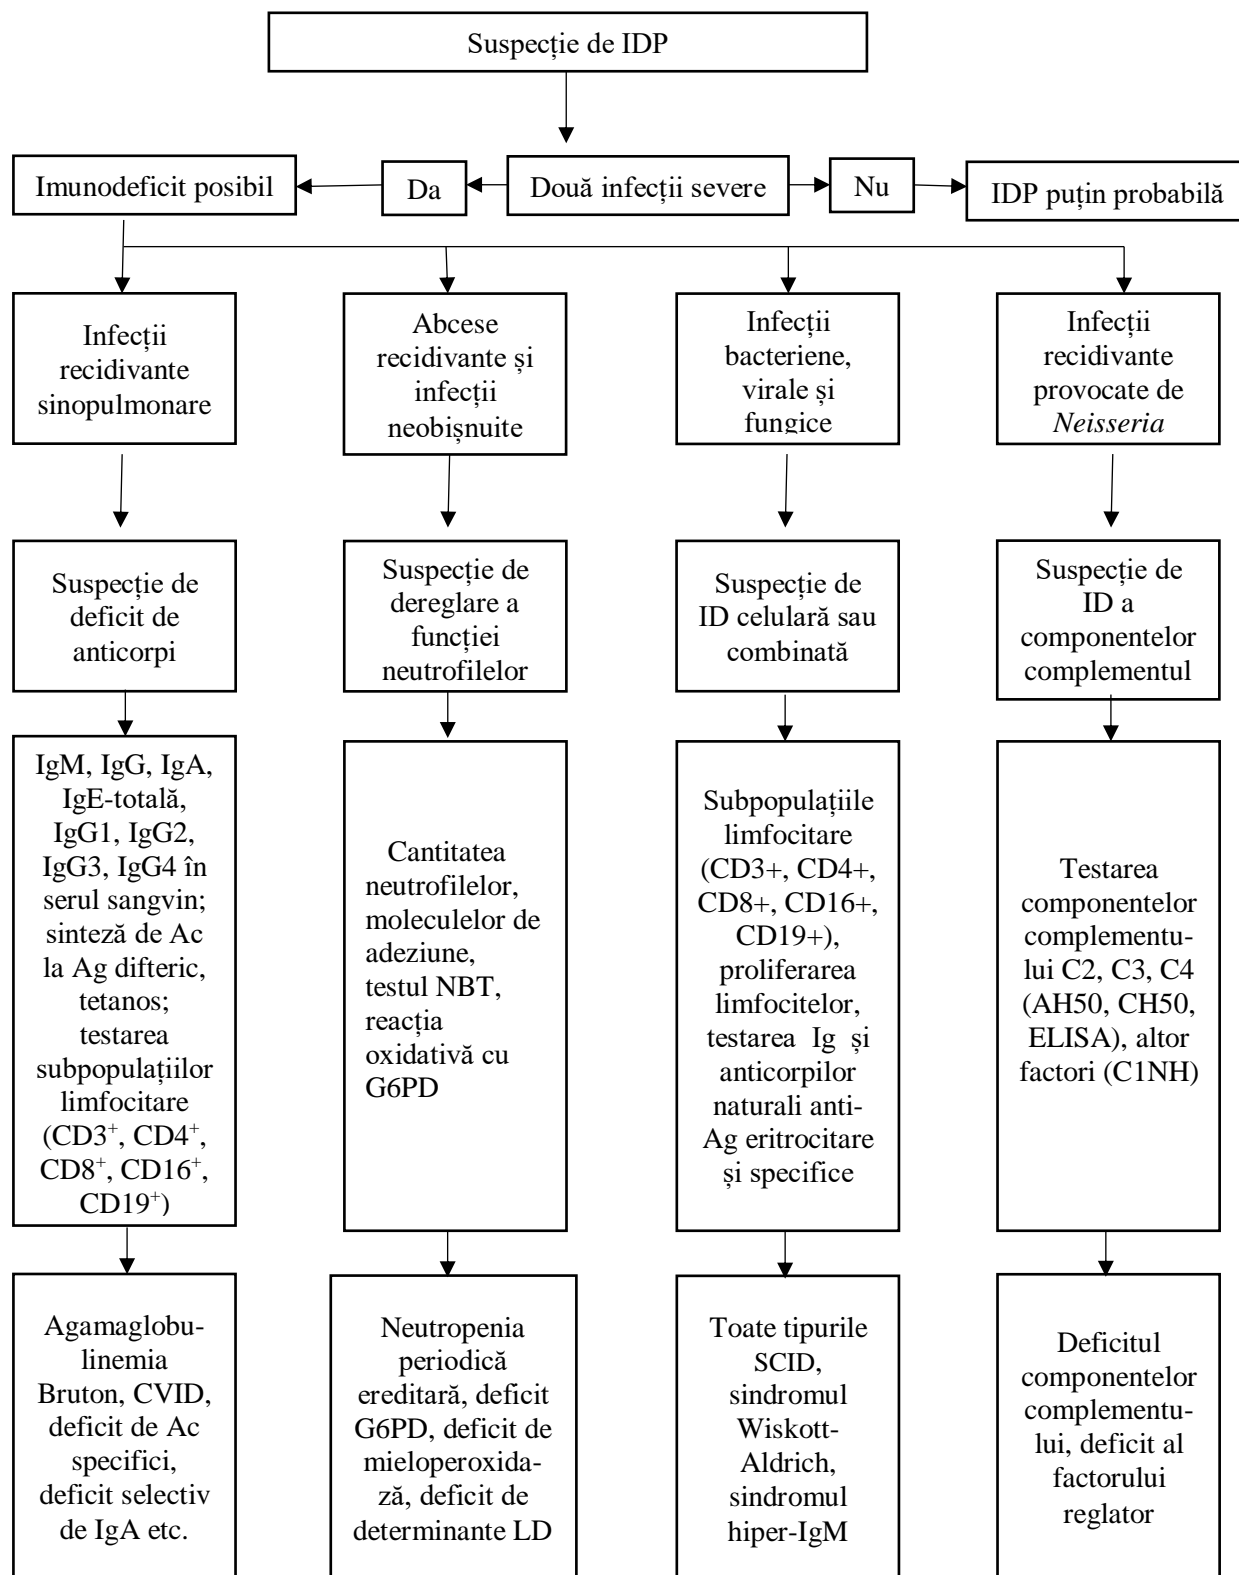 Suspecție de IDP
Imunodeficit posibil
Da
Două infecții severe
Nu
IDP puțin probabilă
Infecții
recidivante
sinopulmonare
Abcese
recidivante și
infecții
neobișnuite
Infecții
bacteriene,
virale și
fungice
Infecții
recidivante
provocate de
Neisseria
Suspecție de
deficit de
anticorpi
Suspecție de
dereglare a
funcției
neutrofilelor
Suspecție de
ID celulară sau
combinată
Suspecție de
ID a
componentelor
complementul
IgM, IgG, IgA,
IgE-totală,
IgG1, IgG2,
IgG3, IgG4 în
serul sangvin;
sinteză de Ac
la Ag difteric,
tetanos;
testarea
subpopulațiilor
limfocitare
(CD3⁺, CD4⁺,
CD8⁺, CD16⁺,
CD19⁺)
Cantitatea
neutrofilelor,
moleculelor de
adeziune,
testul NBT,
reacția
oxidativă cu
G6PD
Subpopulațiile
limfocitare
(CD3+, CD4+,
CD8+, CD16+,
CD19+),
proliferarea
limfocitelor,
testarea Ig și
anticorpilor
naturali anti-
Ag eritrocitare
și specifice
Testarea
componentelor
complementu-
lui C2, C3, C4
(AH50, CH50,
ELISA), altor
factori (C1NH)
Agamaglobu-
linemia
Bruton, CVID,
deficit de Ac
specifici,
deficit selectiv
de IgA etc.
Neutropenia
periodică
ereditară, deficit
G6PD, deficit de
mieloperoxida-
ză, deficit de
determinante LD
Toate tipurile
SCID,
sindromul
Wiskott-
Aldrich,
sindromul
hiper-IgM
Deficitul
componentelor
complementu-
lui, deficit al
factorului
reglator